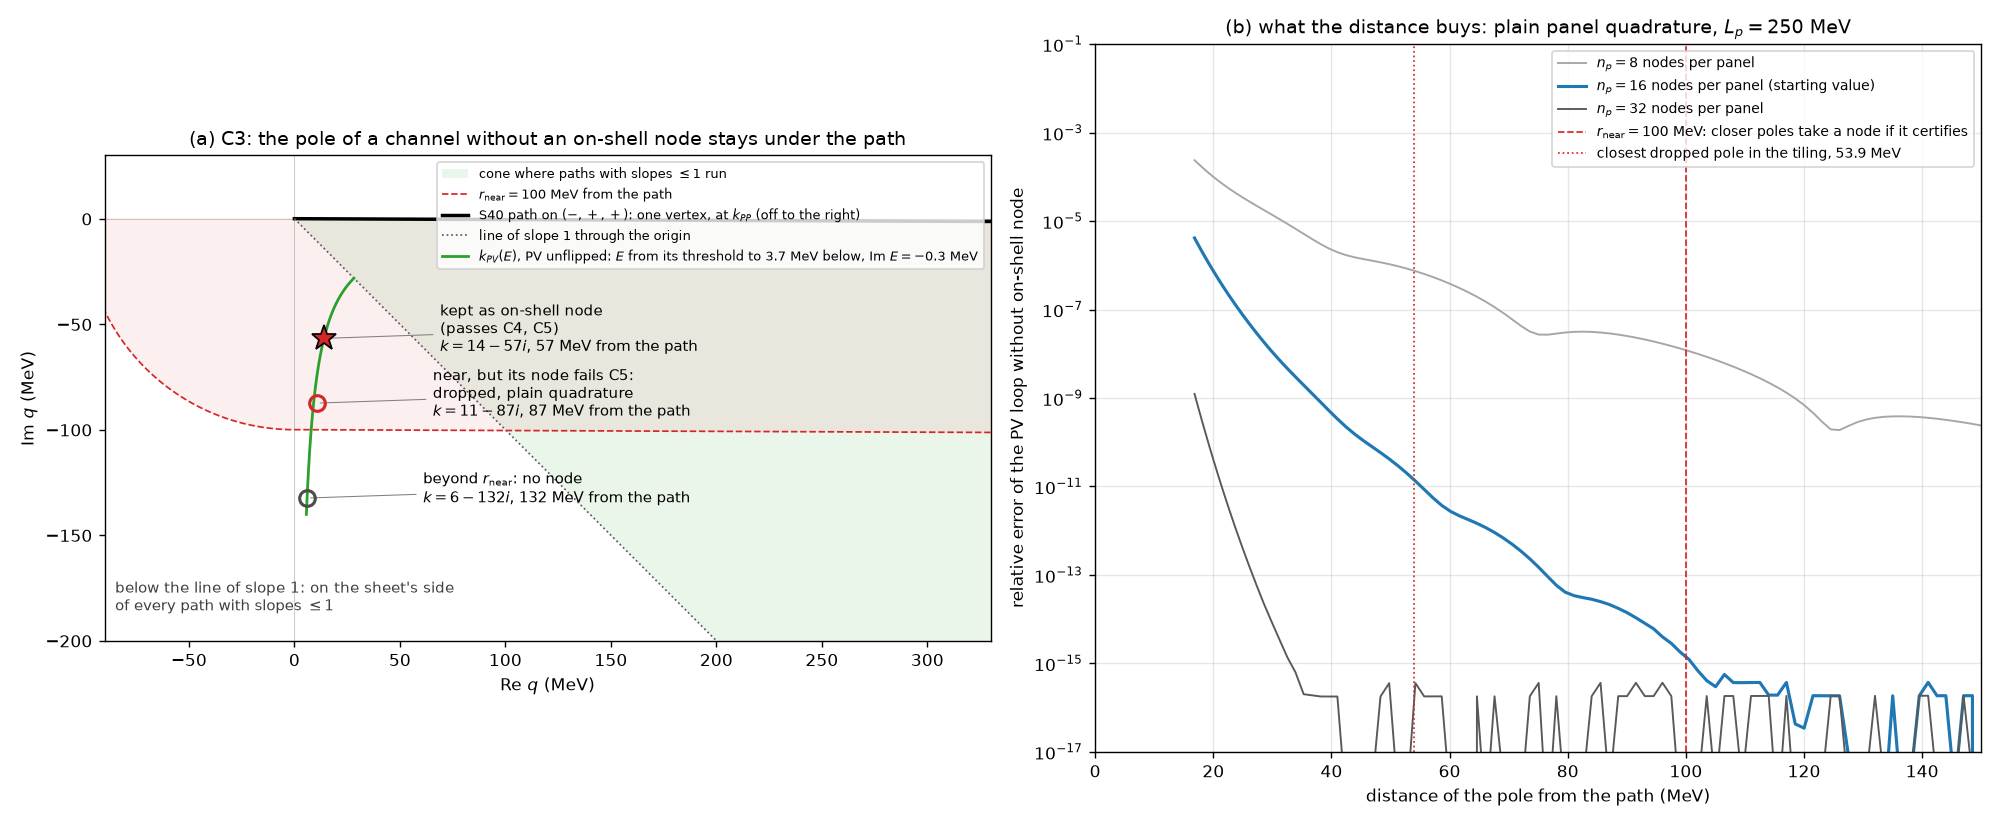 (a) C3: the pole of a channel without an on-shell node stays under the path
cone where paths with slopes ≤ 1 run
r_near = 100 MeV from the path
S40 path on (−, +, +): one vertex, at k_PP (off to the right)
line of slope 1 through the origin
k_PV(E), PV unflipped: E from its threshold to 3.7 MeV below, Im E = −0.3 MeV
kept as on-shell node
(passes C4, C5)
k = 14 − 57i, 57 MeV from the path
near, but its node fails C5:
dropped, plain quadrature
k = 11 − 87i, 87 MeV from the path
beyond r_near: no node
k = 6 − 132i, 132 MeV from the path
below the line of slope 1: on the sheet's side
of every path with slopes ≤ 1
Im q (MeV)
0
−50
−100
−150
−200
−50 0 50 100 150 200 250 300
Re q (MeV)
(b) what the distance buys: plain panel quadrature, L_p = 250 MeV
n_p = 8 nodes per panel
n_p = 16 nodes per panel (starting value)
n_p = 32 nodes per panel
r_near = 100 MeV: closer poles take a node if it certifies
closest dropped pole in the tiling, 53.9 MeV
relative error of the PV loop without on-shell node
10⁻¹
10⁻³
10⁻⁵
10⁻⁷
10⁻⁹
10⁻¹¹
10⁻¹³
10⁻¹⁵
10⁻¹⁷
0 20 40 60 80 100 120 140
distance of the pole from the path (MeV)